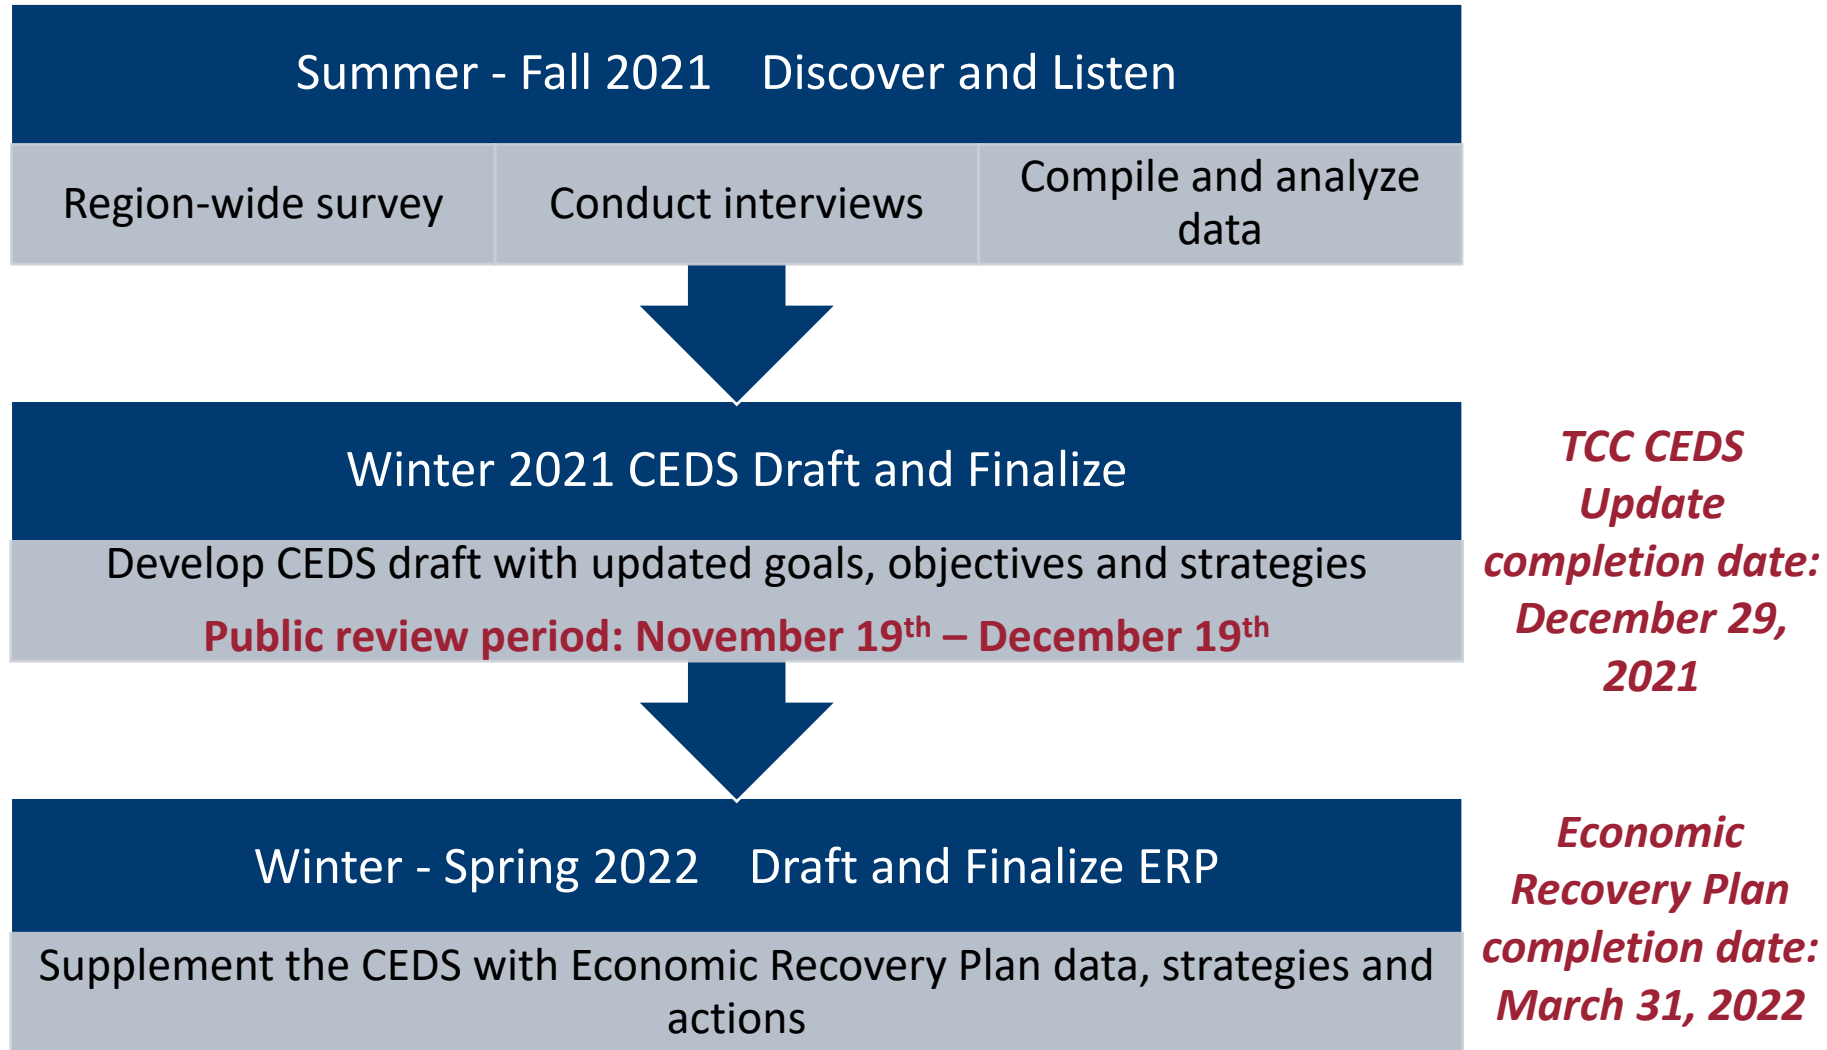 Summer - Fall 2021    Discover and Listen
Region-wide survey
Conduct interviews
Compile and analyze
data
Winter 2021 CEDS Draft and Finalize
Develop CEDS draft with updated goals, objectives and strategies
Public review period: November 19th – December 19th
TCC CEDS
Update
completion date:
December 29,
2021
Winter - Spring 2022    Draft and Finalize ERP
Supplement the CEDS with Economic Recovery Plan data, strategies and
actions
Economic
Recovery Plan
completion date:
March 31, 2022